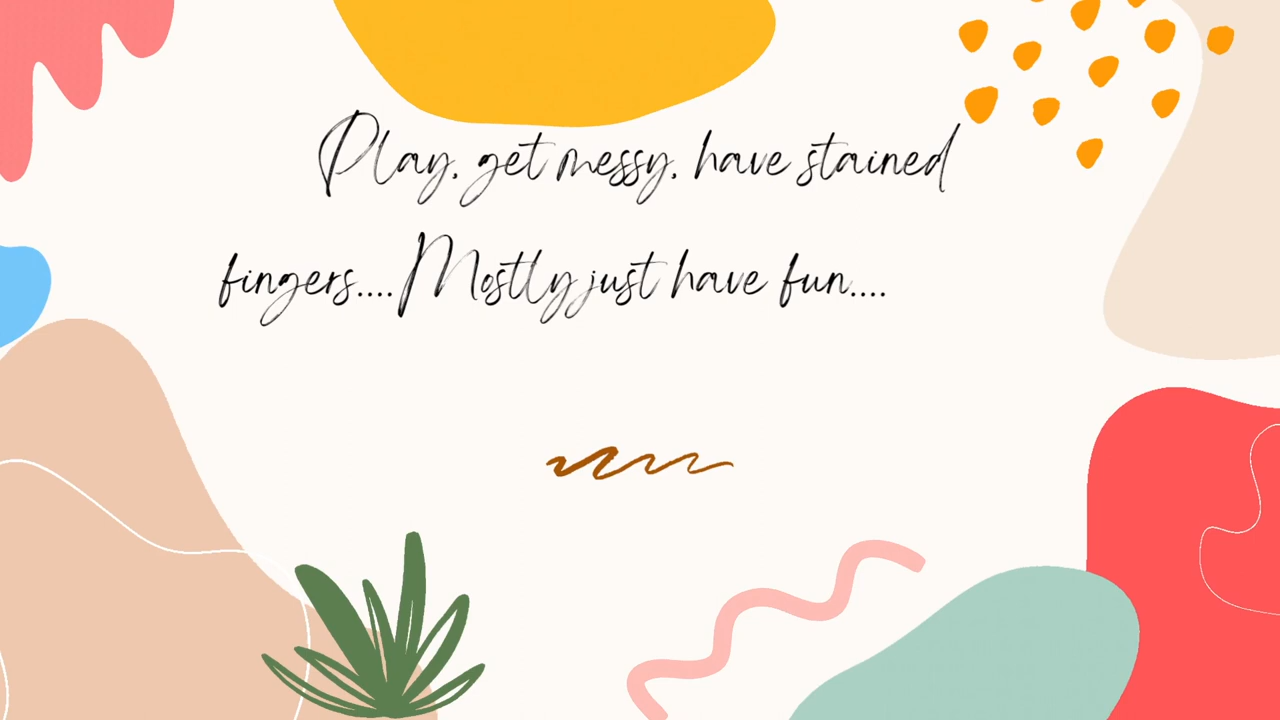 Play, get messy, have stained
fingers.... Mostly just have fun....